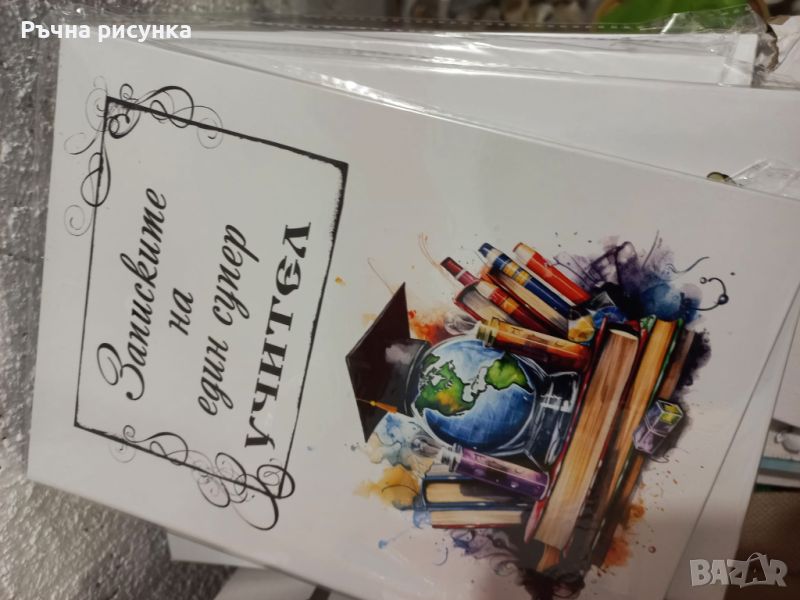 Ръчна рисунка
Записките
на
един супер
УЧИТЕЛ
BAZAR